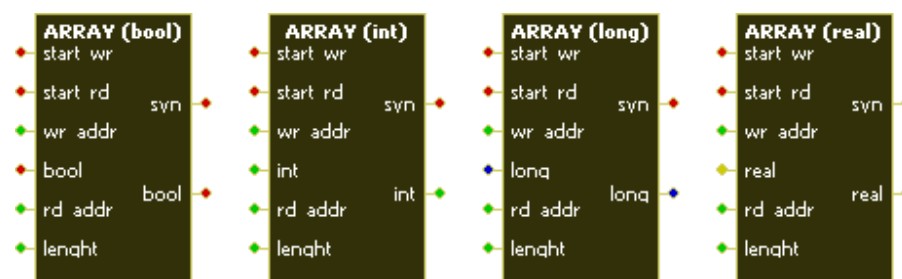 ARRAY (bool)
start wr
start rd
syn
wr addr
bool
bool
rd addr
lenght
ARRAY (int)
start wr
start rd
syn
wr addr
int
int
rd addr
lenght
ARRAY (long)
start wr
start rd
syn
wr addr
long
long
rd addr
lenght
ARRAY (real)
start wr
start rd
syn
wr addr
real
real
rd addr
lenght